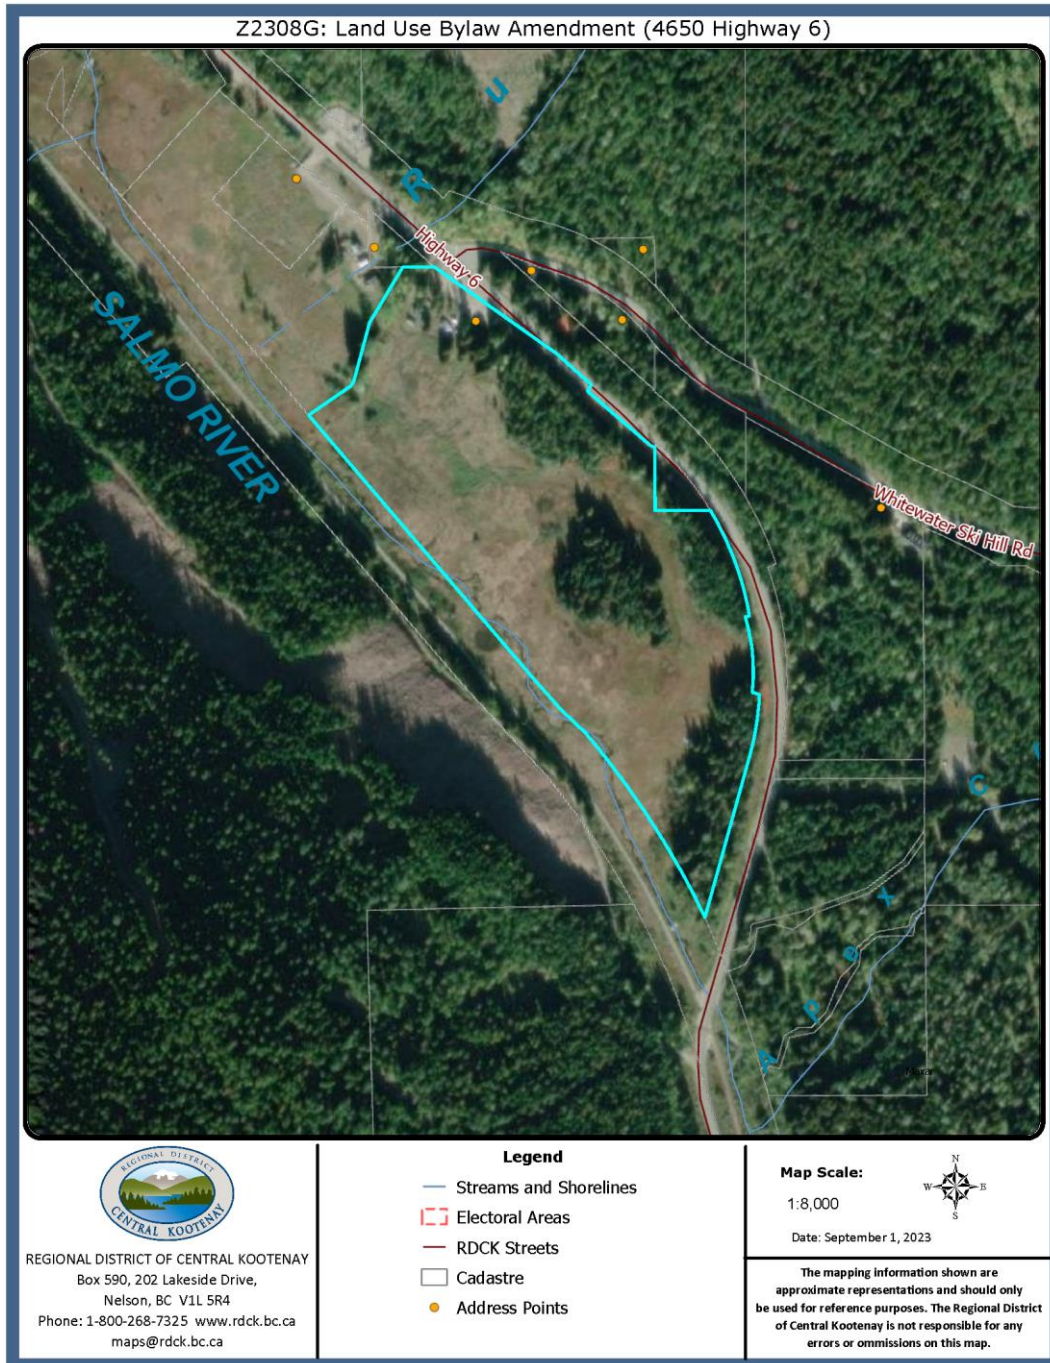 Z2308G: Land Use Bylaw Amendment (4650 Highway 6)
u
R
Highway 6
SALMO RIVER
Whitewater Ski Hill Rd
C
x
e
p
A
Maxar
REGIONAL DISTRICT
CENTRAL KOOTENAY
REGIONAL DISTRICT OF CENTRAL KOOTENAY
Box 590, 202 Lakeside Drive,
Nelson, BC V1L 5R4
Phone: 1-800-268-7325 www.rdck.bc.ca
maps@rdck.bc.ca
Legend
Streams and Shorelines
Electoral Areas
RDCK Streets
Cadastre
Address Points
Map Scale:
1:8,000
N
W
E
S
Date: September 1, 2023
The mapping information shown are
approximate representations and should only
be used for reference purposes. The Regional District
of Central Kootenay is not responsible for any
errors or ommissions on this map.